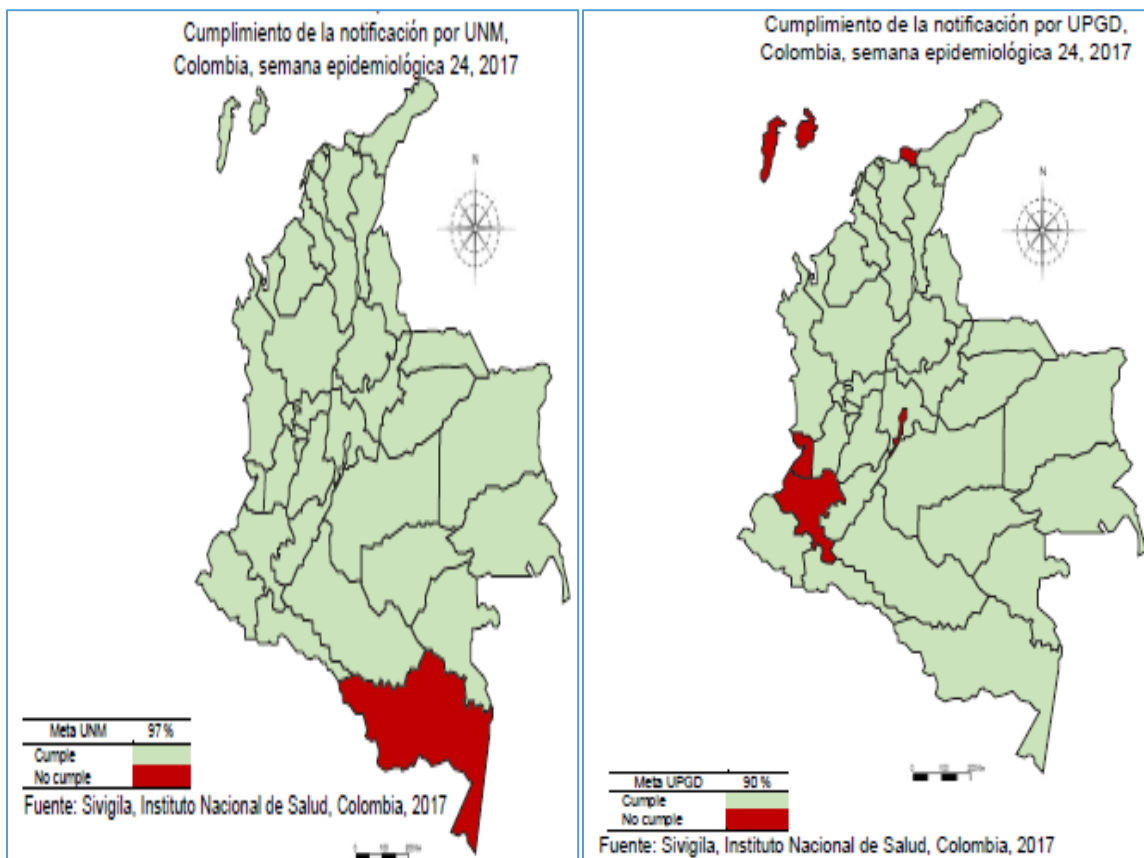 Cumplimiento de la notificación por UNM,
Colombia, semana epidemiológica 24, 2017
N
Meta UNM 97 %
Cumple
No cumple
Fuente: Sivigila, Instituto Nacional de Salud, Colombia, 2017
Cumplimiento de la notificación por UPGD,
Colombia, semana epidemiológica 24, 2017
N
Meta UPGD 90 %
Cumple
No cumple
Fuente: Sivigila, Instituto Nacional de Salud, Colombia, 2017